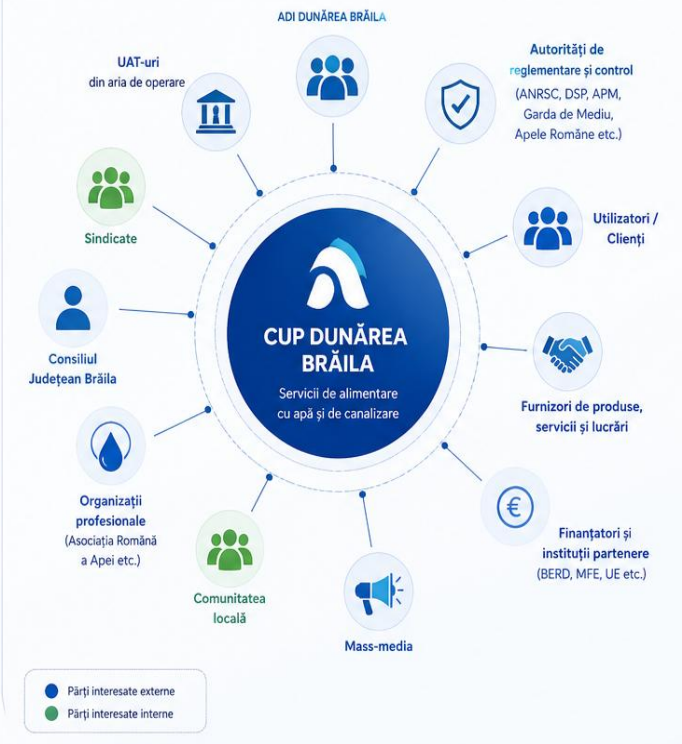 ADI DUNĂREA BRĂILA
UAT-uri
din aria de operare
Autorități de
reglementare și control
(ANRSC, DSP, APM,
Garda de Mediu,
Apele Române etc.)
Sindicate
Utilizatori /
Clienți
CUP DUNĂREA
BRĂILA
Servicii de alimentare
cu apă și de canalizare
Consiliul
Județean Brăila
Furnizori de produse,
servicii și lucrări
Organizații
profesionale
(Asociația Română
a Apei etc.)
Finanțatori și
instituții partenere
(BERD, MFE, UE etc.)
Comunitatea
locală
Mass-media
Părți interesate externe
Părți interesate interne